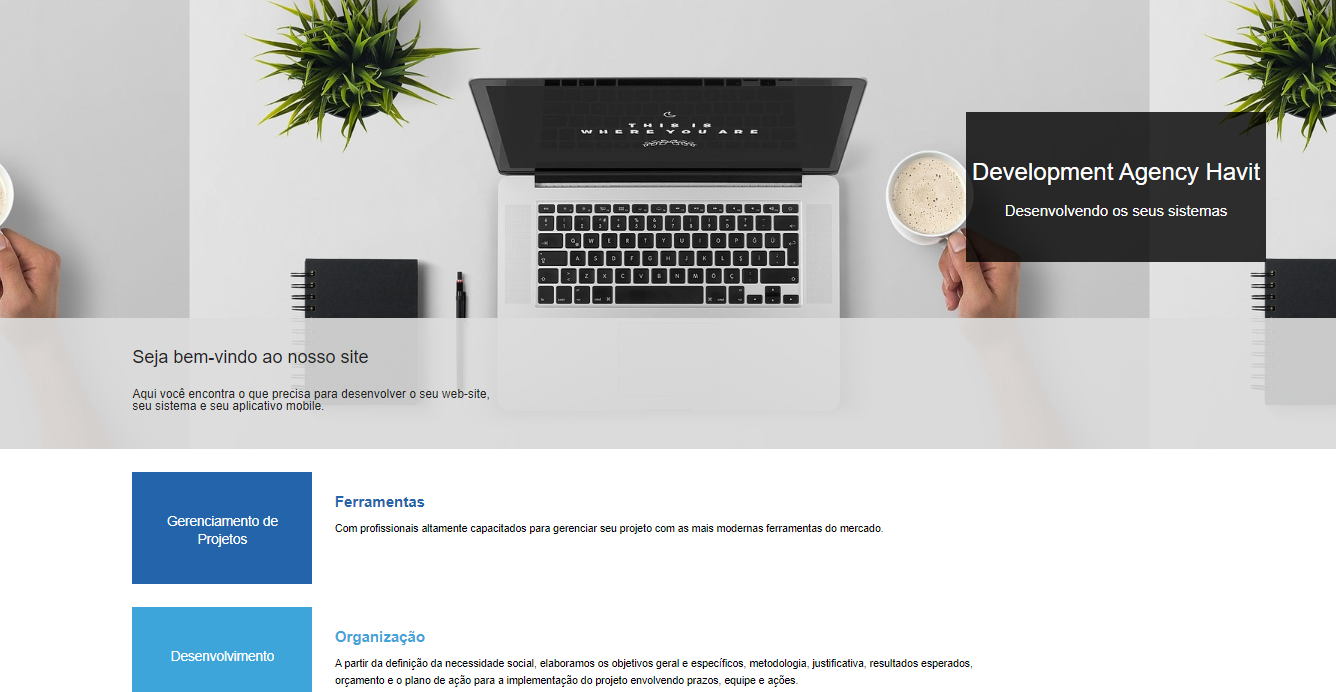 THIS IS
WHERE YOU ARE
Development Agency Havit
Desenvolvendo os seus sistemas
Seja bem-vindo ao nosso site
Aqui você encontra o que precisa para desenvolver o seu web-site,
seu sistema e seu aplicativo mobile.
Gerenciamento de
Projetos
Ferramentas
Com profissionais altamente capacitados para gerenciar seu projeto com as mais modernas ferramentas do mercado.
Desenvolvimento
Organização
A partir da definição da necessidade social, elaboramos os objetivos geral e específicos, metodologia, justificativa, resultados esperados,
orçamento e o plano de ação para a implementação do projeto envolvendo prazos, equipe e ações.